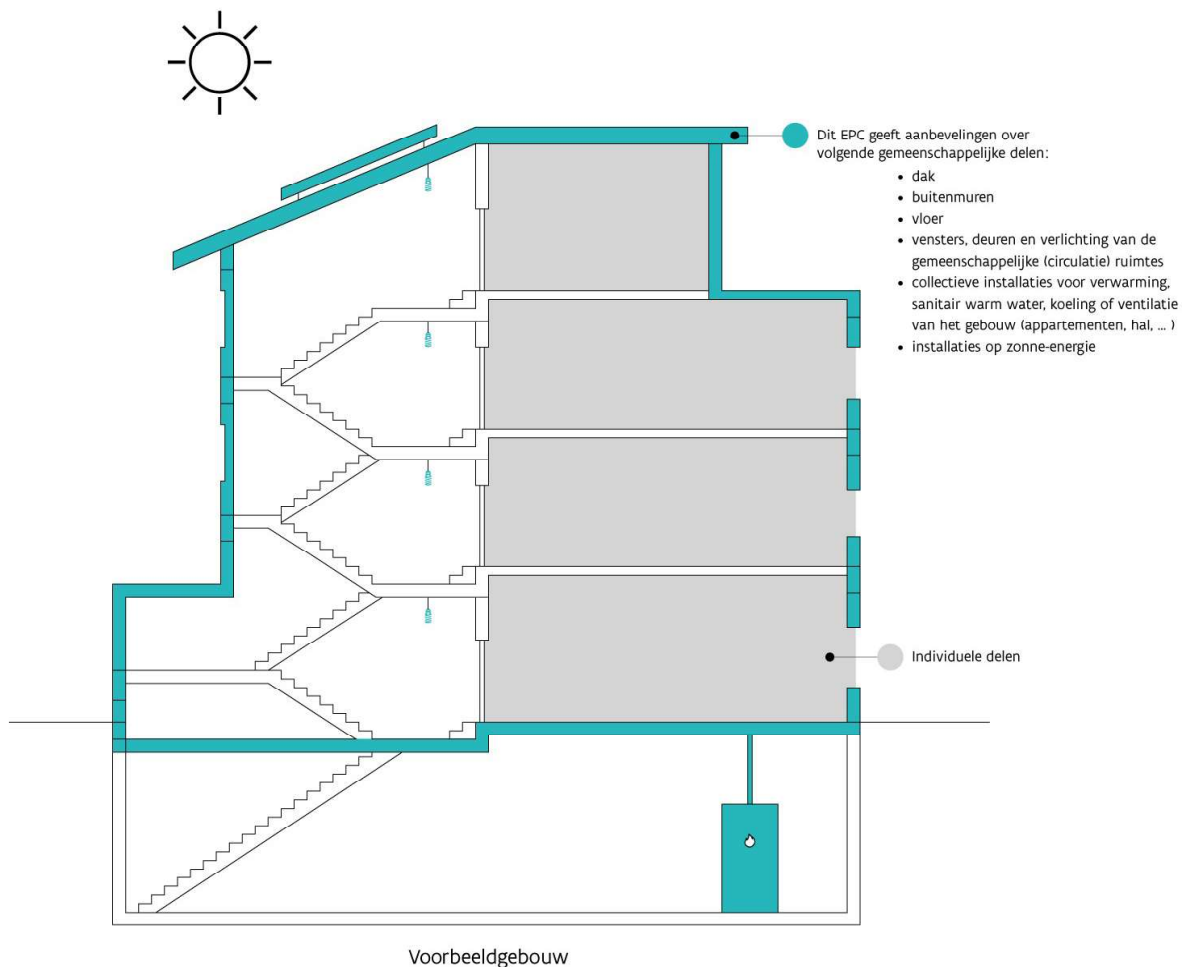 Dit EPC geeft aanbevelingen over
volgende gemeenschappelijke delen:
• dak
• buitenmuren
• vloer
• vensters, deuren en verlichting van de
gemeenschappelijke (circulatie) ruimtes
• collectieve installaties voor verwarming,
sanitair warm water, koeling of ventilatie
van het gebouw (appartementen, hal, ... )
• installaties op zonne-energie
Individuele delen
Voorbeeldgebouw